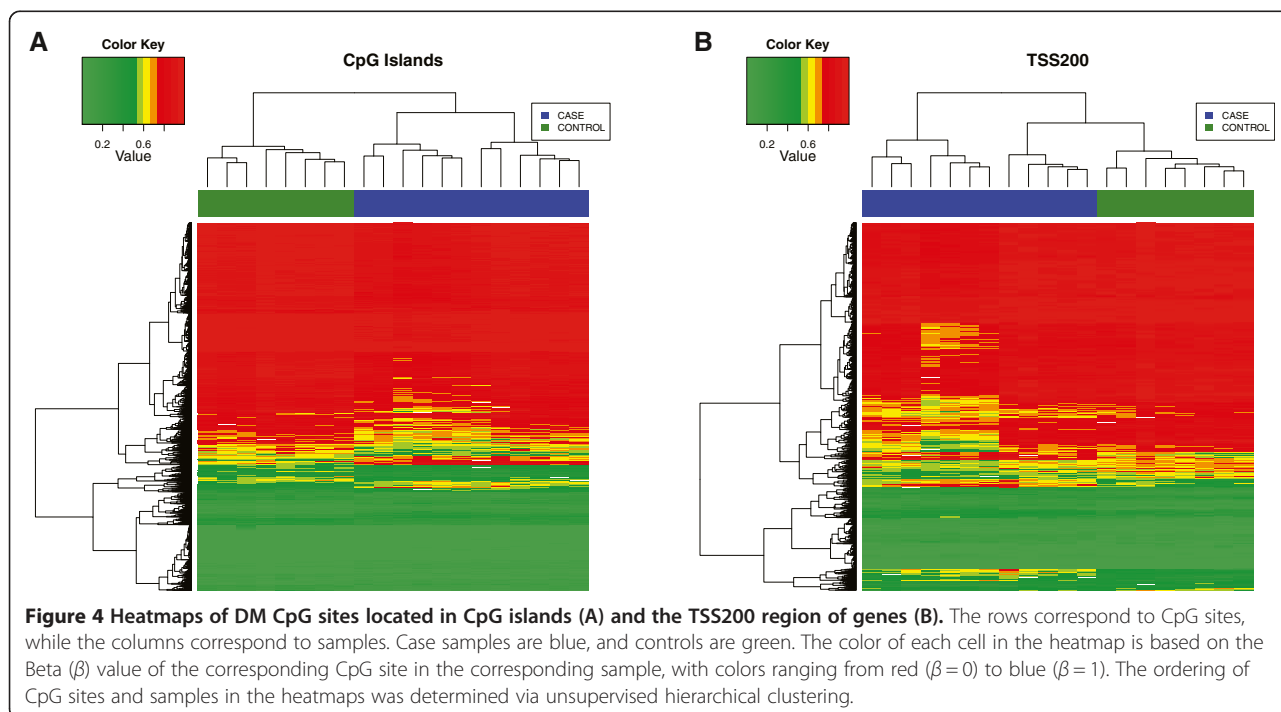 A
Color Key
0.2 0.6
Value
CpG Islands
CASE
CONTROL
B
Color Key
0.2 0.6
Value
TSS200
CASE
CONTROL
Figure 4 Heatmaps of DM CpG sites located in CpG islands (A) and the TSS200 region of genes (B). The rows correspond to CpG sites,
while the columns correspond to samples. Case samples are blue, and controls are green. The color of each cell in the heatmap is based on the
Beta (β) value of the corresponding CpG site in the corresponding sample, with colors ranging from red (β = 0) to blue (β = 1). The ordering of
CpG sites and samples in the heatmaps was determined via unsupervised hierarchical clustering.